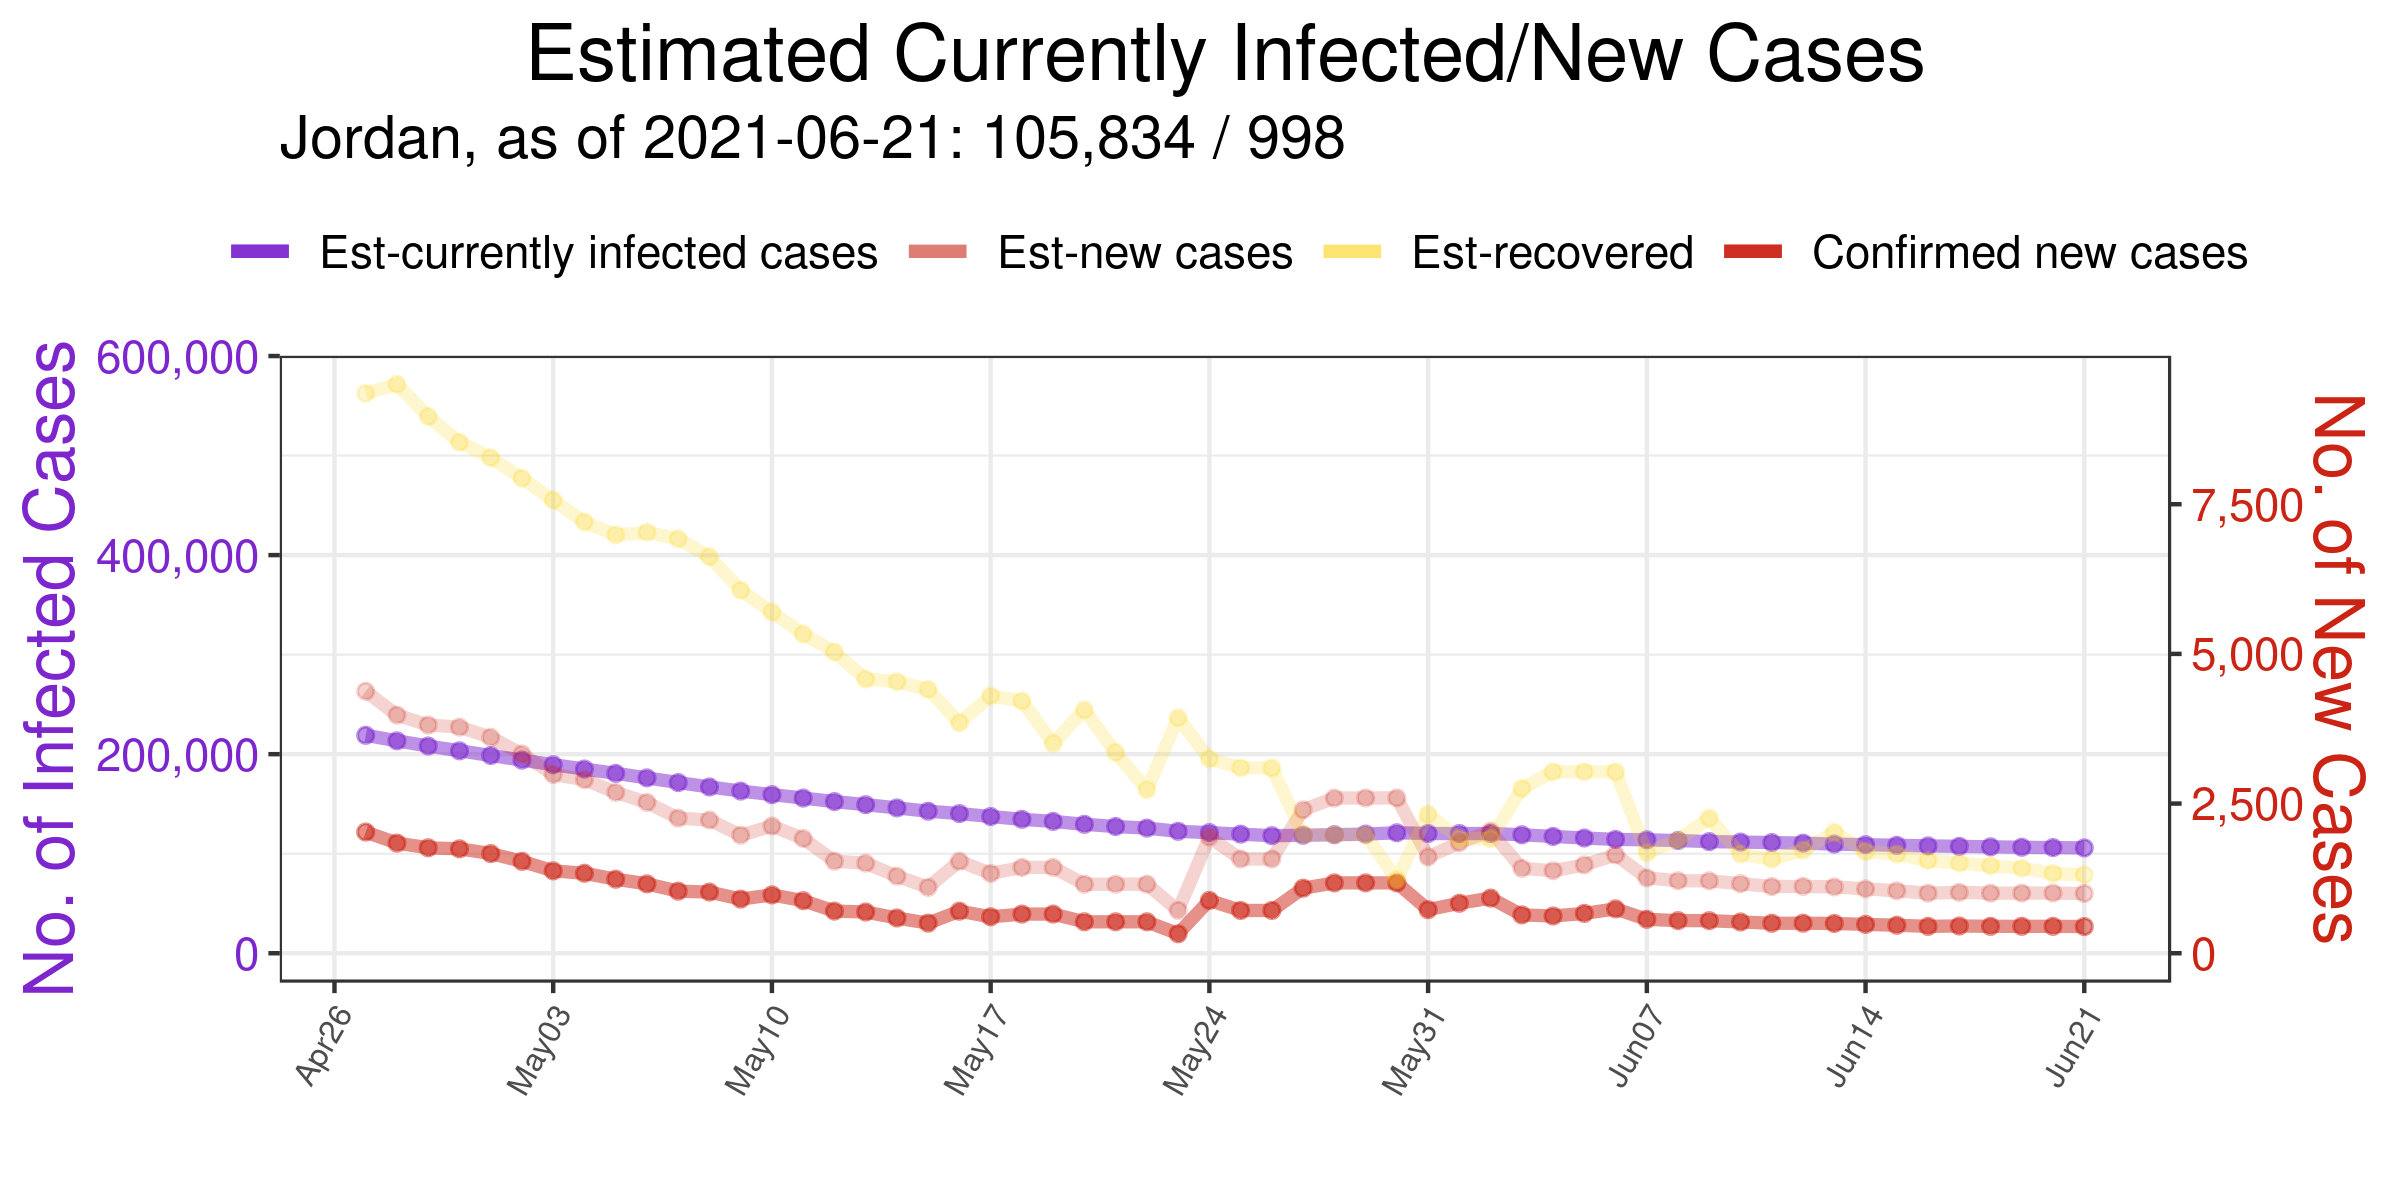 Estimated Currently Infected/New Cases
Jordan, as of 2021-06-21: 105,834 / 998
Est-currently infected cases Est-new cases Est-recovered Confirmed new cases
No. of Infected Cases
600,000
400,000
200,000
0
7,500
5,000
2,500
0
No. of New Cases
Apr26 May03 May10 May17 May24 May31 Jun07 Jun14 Jun21